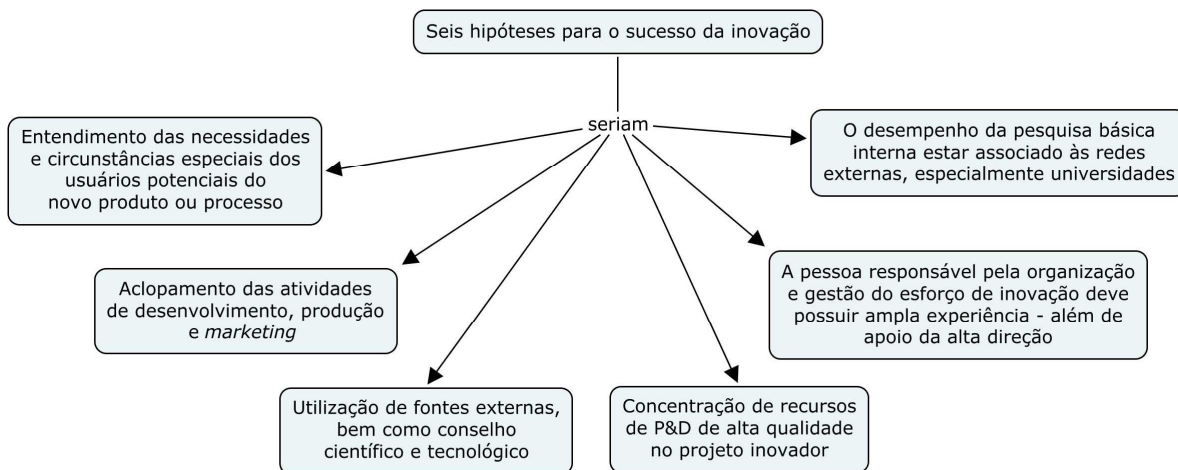 Seis hipóteses para o sucesso da inovação
seriam
Entendimento das necessidades
e circunstâncias especiais dos
usuários potenciais do
novo produto ou processo
Aclopamento das atividades
de desenvolvimento, produção
e marketing
Utilização de fontes externas,
bem como conselho
científico e tecnológico
Concentração de recursos
de P&D de alta qualidade
no projeto inovador
A pessoa responsável pela organização
e gestão do esforço de inovação deve
possuir ampla experiência - além de
apoio da alta direção
O desempenho da pesquisa básica
interna estar associado às redes
externas, especialmente universidades